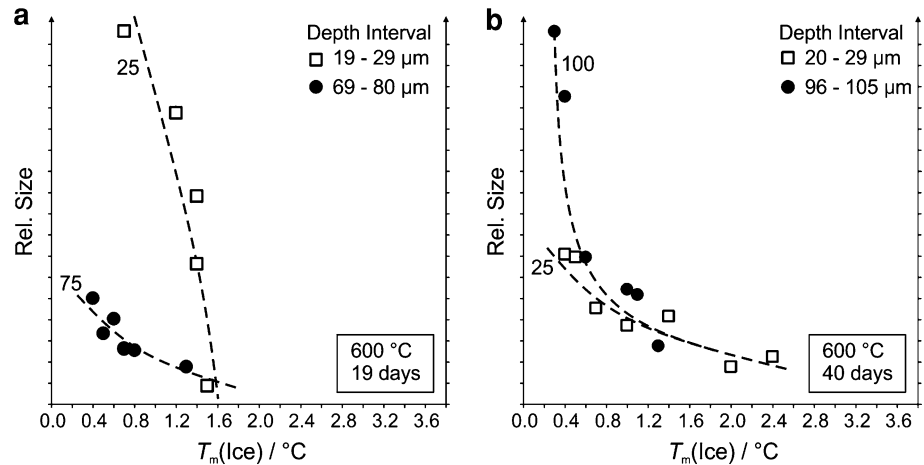 a
Depth Interval
19 - 29 µm
69 - 80 µm
25
75
Rel. Size
600 °C
19 days
0.0 0.4 0.8 1.2 1.6 2.0 2.4 2.8 3.2 3.6
Tm(Ice) / °C
b
Depth Interval
20 - 29 µm
96 - 105 µm
100
25
Rel. Size
600 °C
40 days
0.0 0.4 0.8 1.2 1.6 2.0 2.4 2.8 3.2 3.6
Tm(Ice) / °C